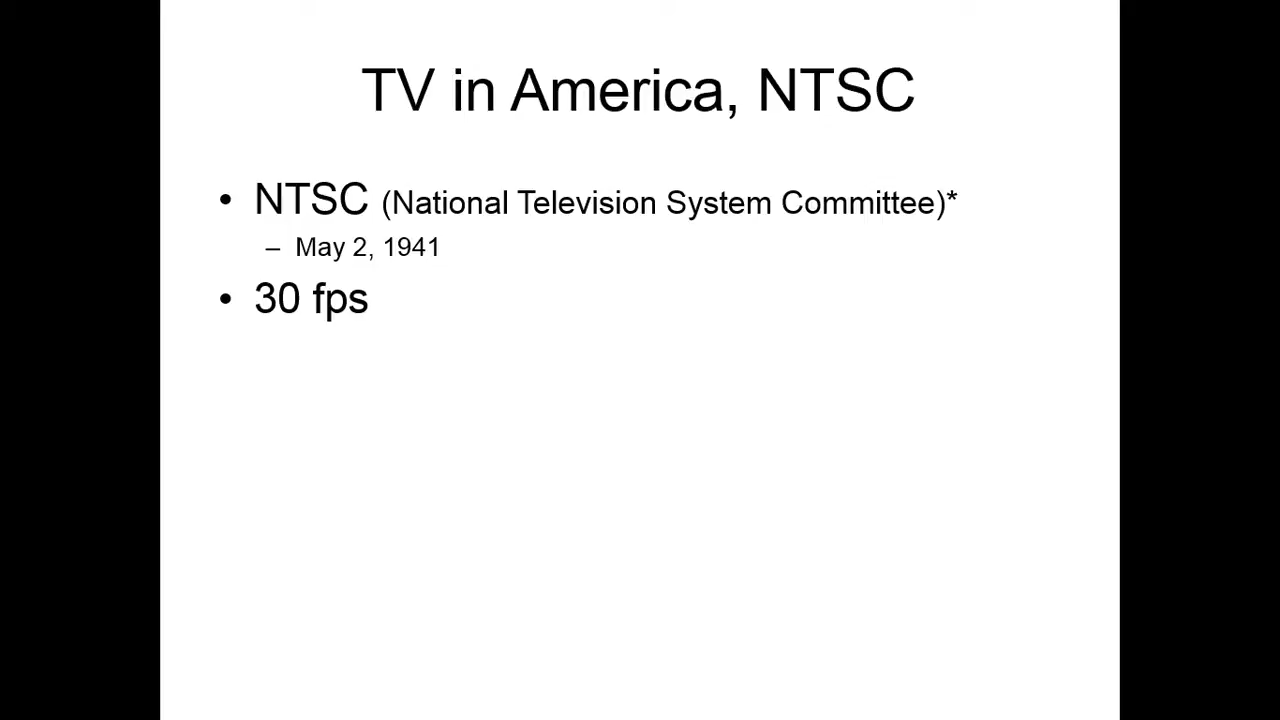 TV in America, NTSC
• NTSC (National Television System Committee)*
– May 2, 1941
• 30 fps